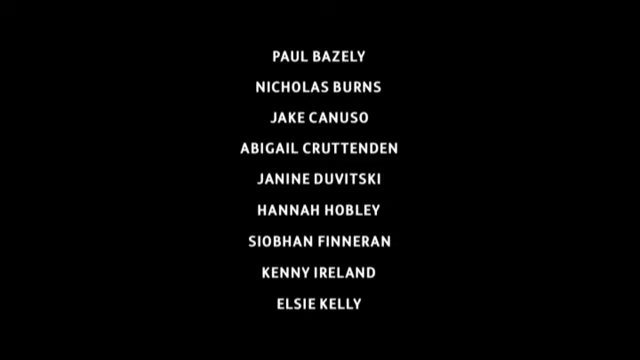 PAUL BAZELY
NICHOLAS BURNS
JAKE CANUSO
ABIGAIL CRUTTENDEN
JANINE DUVITSKI
HANNAH HOBLEY
SIOBHAN FINNERAN
KENNY IRELAND
ELSIE KELLY